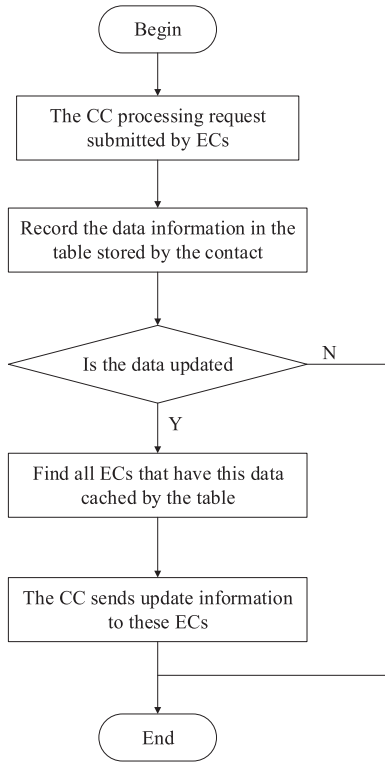 Begin
The CC processing request
submitted by ECs
Record the data information in the
table stored by the contact
Is the data updated
N
Y
Find all ECs that have this data
cached by the table
The CC sends update information
to these ECs
End